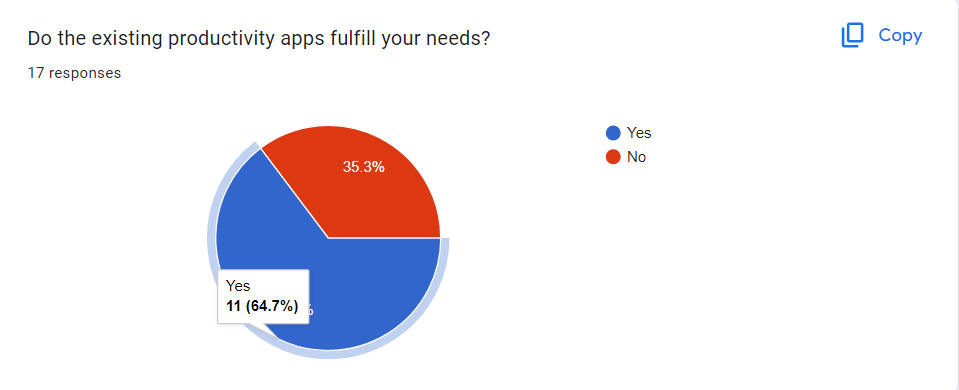 Do the existing productivity apps fulfill your needs?
Copy
17 responses
Yes
No
35.3%
Yes
11 (64.7%)
%